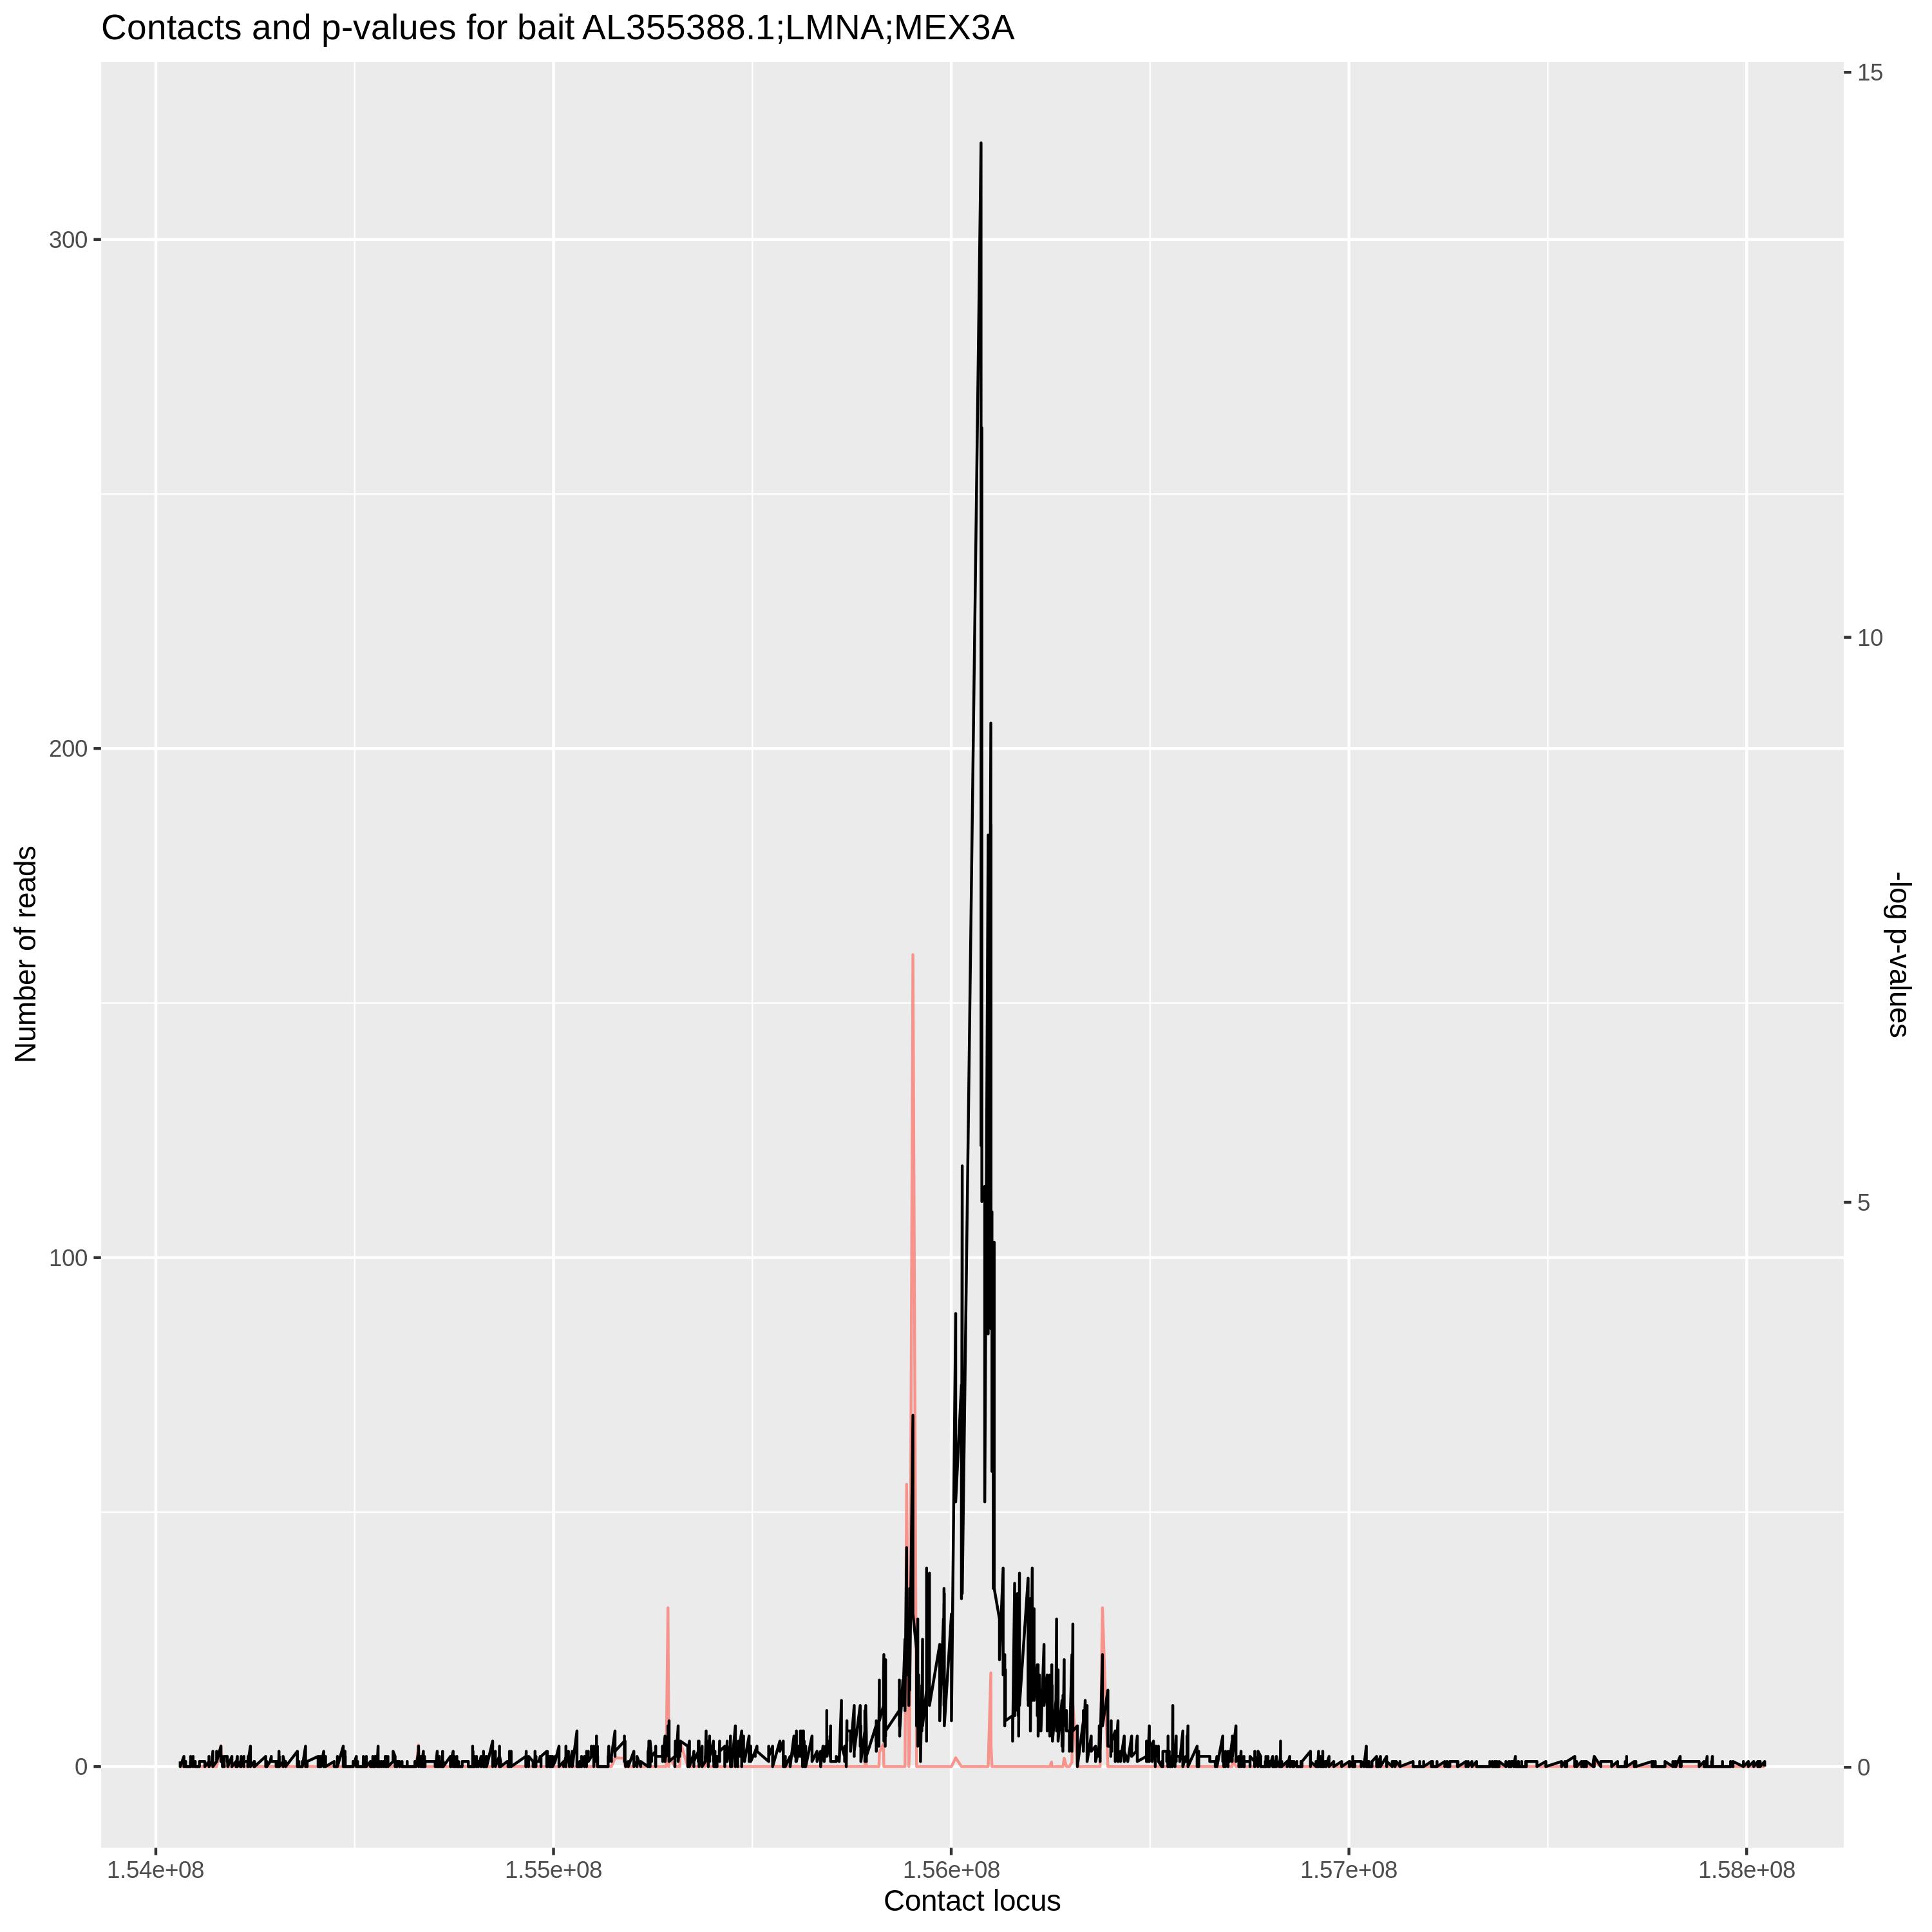 Contacts and p-values for bait AL355388.1;LMNA;MEX3A
15
300
10
200
Number of reads
-log p-values
5
100
0
0
1.54e+08
1.55e+08
1.56e+08
1.57e+08
1.58e+08
Contact locus